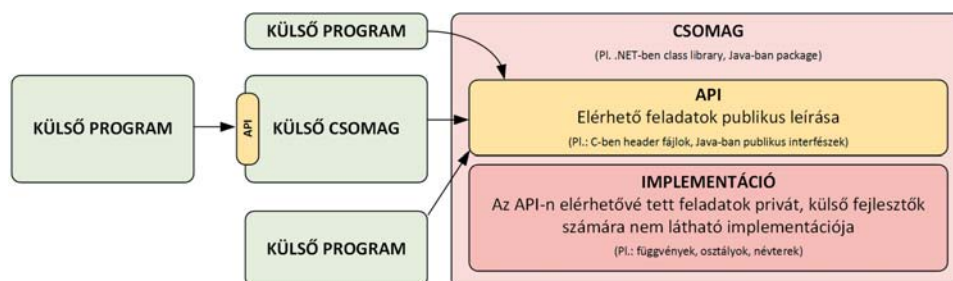 KÜLSŐ PROGRAM
API
KÜLSŐ CSOMAG
KÜLSŐ PROGRAM
KÜLSŐ PROGRAM
CSOMAG
(Pl. .NET-ben class library, Java-ban package)
API
Elérhető feladatok publikus leírása
(Pl.: C-ben header fájlok, Java-ban publikus interfészek)
IMPLEMENTÁCIÓ
Az API-n elérhetővé tett feladatok privát, külső fejlesztők
számára nem látható implementációja
(Pl.: függvények, osztályok, névterek)